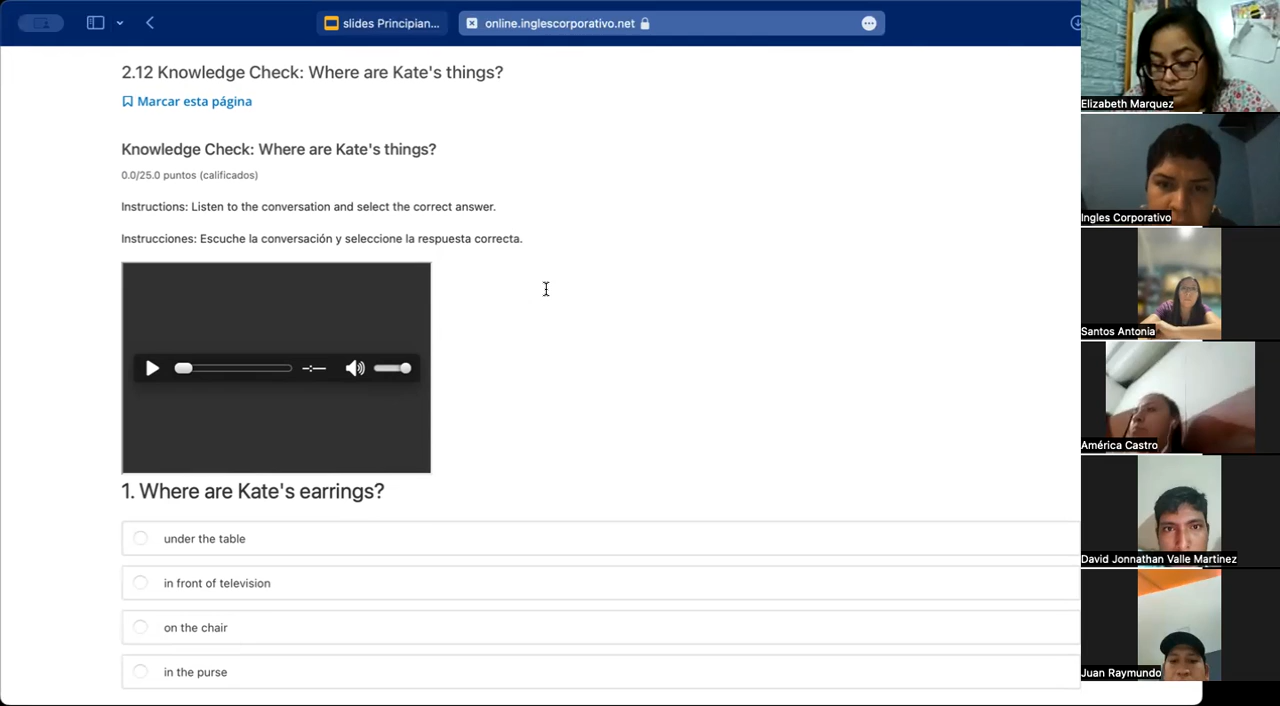 slides Principian...
online.inglescorporativo.net
2.12 Knowledge Check: Where are Kate's things?
Marcar esta página
Knowledge Check: Where are Kate's things?
0.0/25.0 puntos (calificados)
Instructions: Listen to the conversation and select the correct answer.
Instrucciones: Escuche la conversación y seleccione la respuesta correcta.
-:--
1. Where are Kate's earrings?
under the table
in front of television
on the chair
in the purse
Elizabeth Marquez
Ingles Corporativo
Santos Antonia
América Castro
David Jonnathan Valle Martinez
Juan Raymundo